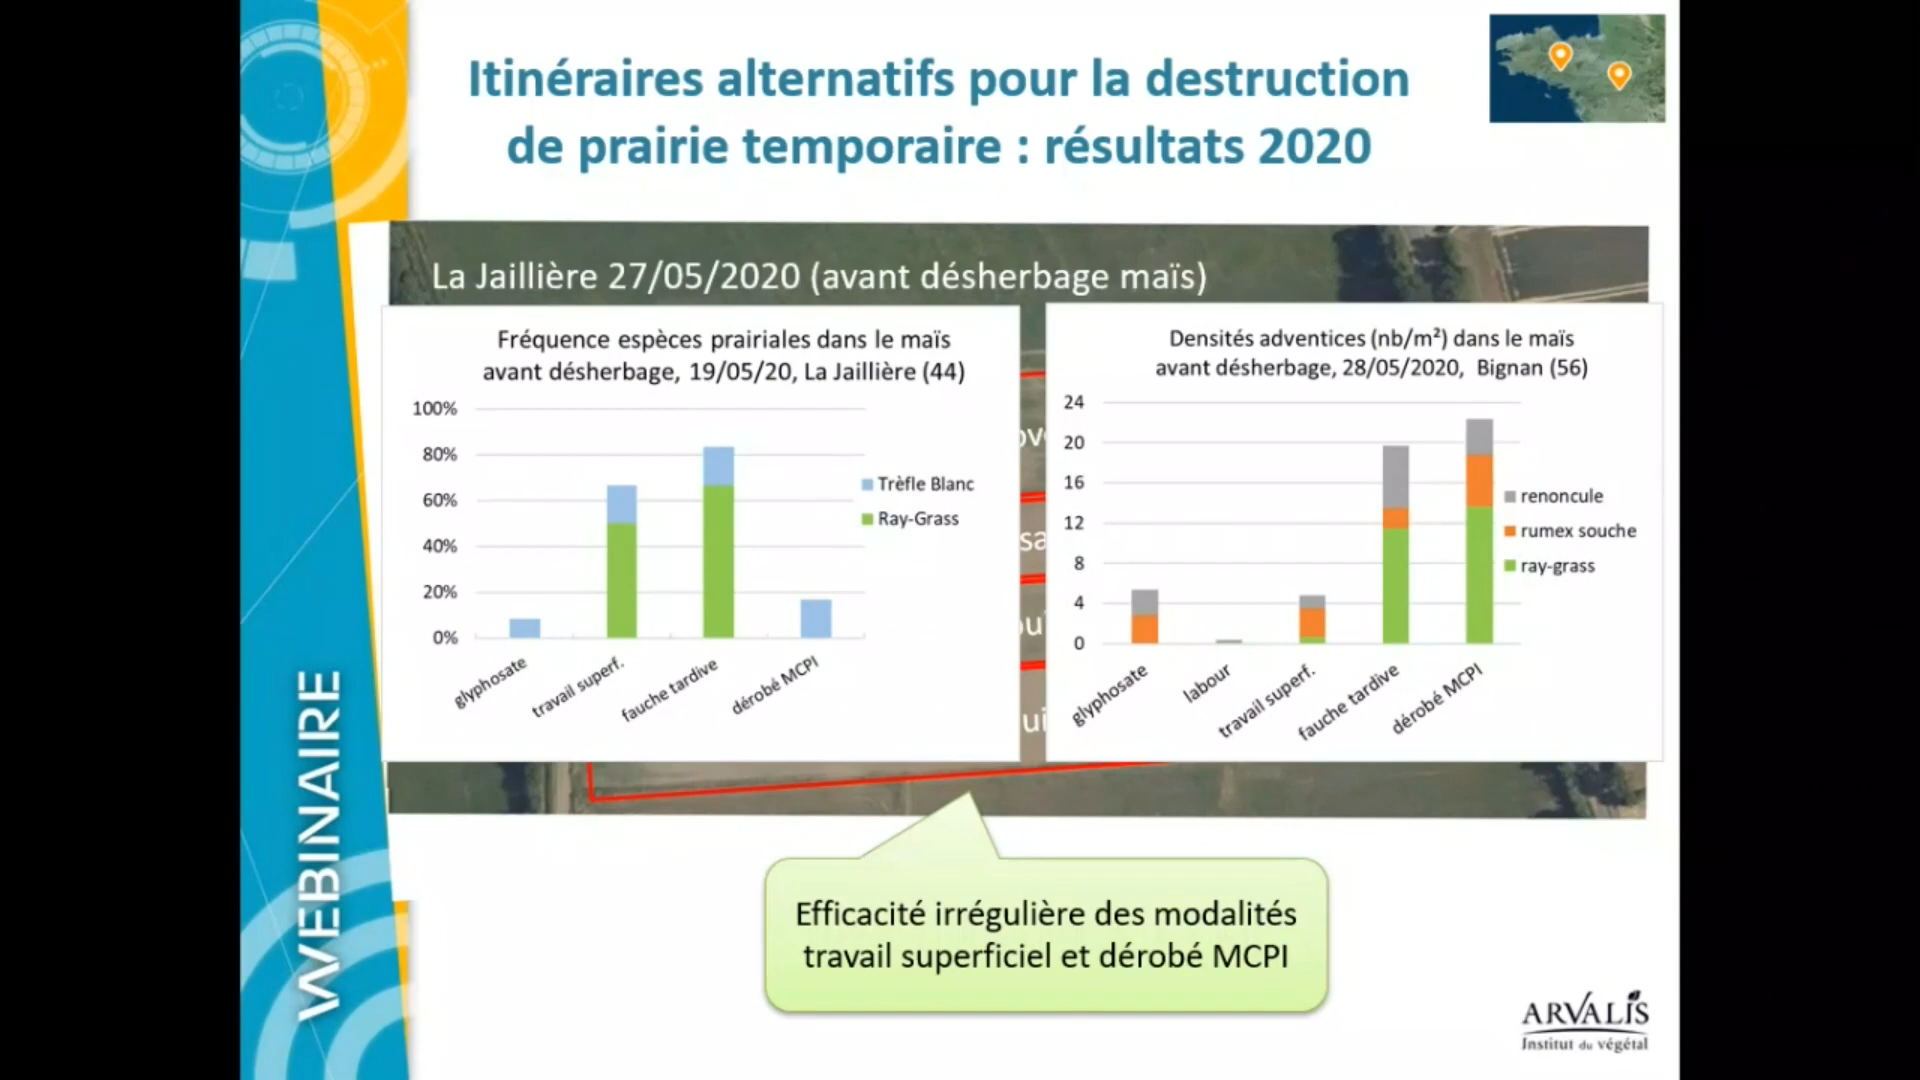 Itinéraires alternatifs pour la destruction
de prairie temporaire : résultats 2020
La Jaillière 27/05/2020 (avant désherbage maïs)
Fréquence espèces prairiales dans le maïs
avant désherbage, 19/05/20, La Jaillière (44)
100%
80%
60%
40%
20%
0%
glyphosate
travail superf.
fauche tardive
dérobé MCPI
Trèfle Blanc
Ray-Grass
Densités adventices (nb/m²) dans le maïs
avant désherbage, 28/05/2020, Bignan (56)
24
20
16
12
8
4
0
glyphosate
labour
travail superf.
fauche tardive
dérobé MCPI
renoncule
rumex souche
ray-grass
Efficacité irrégulière des modalités
travail superficiel et dérobé MCPI
WEBINAIRE
ARVALIS
Institut du végétal